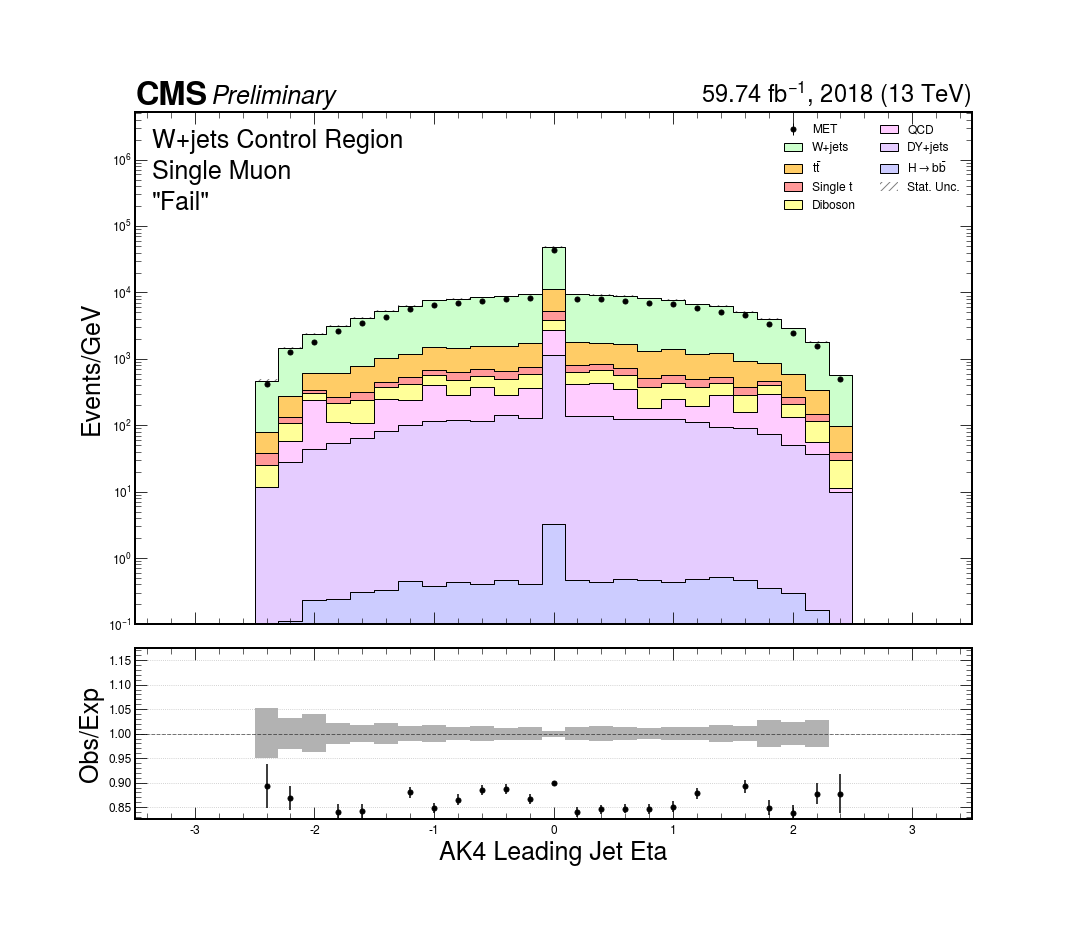 CMS Preliminary
59.74 fb⁻¹, 2018 (13 TeV)
W+jets Control Region
Single Muon
"Fail"
MET
W+jets
tt̄
Single t
Diboson
QCD
DY+jets
H→bb̄
Stat. Unc.
Events/GeV
10⁶
10⁵
10⁴
10³
10²
10¹
10⁰
10⁻¹
Obs/Exp
1.15
1.10
1.05
1.00
0.95
0.90
0.85
-3 -2 -1 0 1 2 3
AK4 Leading Jet Eta